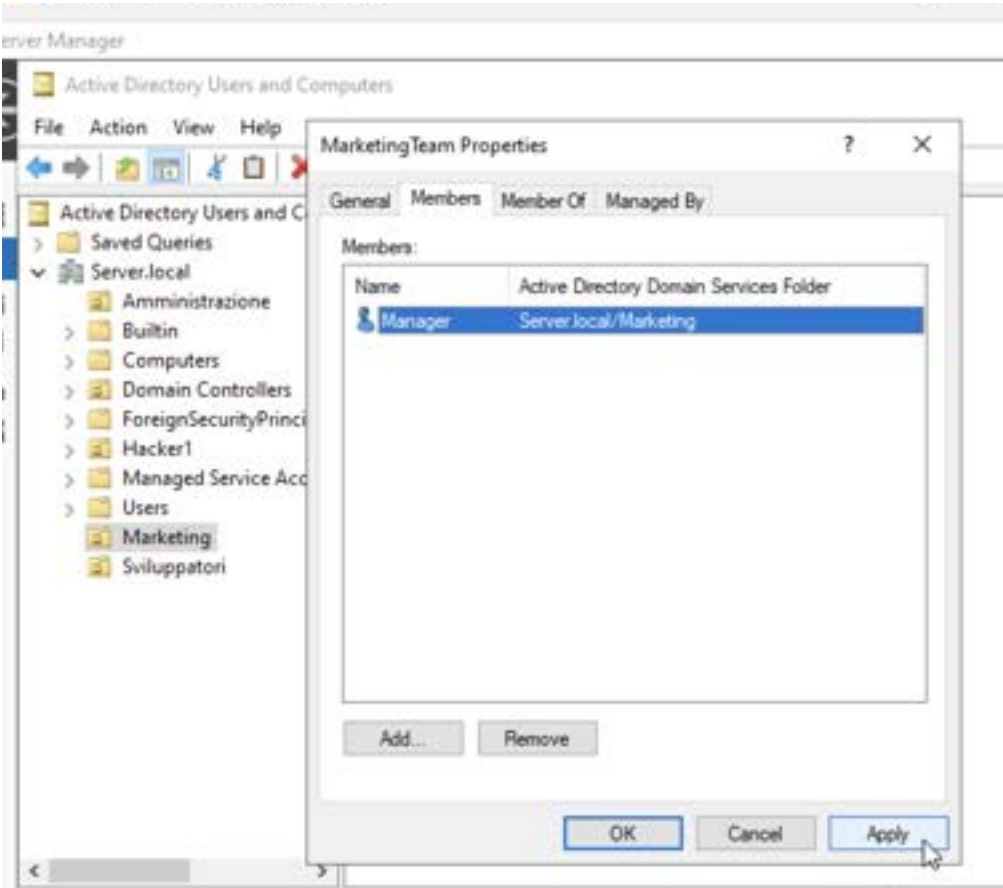 erver Manager
Active Directory Users and Computers
File Action View Help
MarketingTeam Properties ? X
General Members Member Of Managed By
Active Directory Users and C
Saved Queries
Server.local
Amministrazione
Builtin
Computers
Domain Controllers
ForeignSecurityPrinci
Hacker1
Managed Service Acc
Users
Marketing
Sviluppatori
Members:
Name Active Directory Domain Services Folder
Manager Server.local/Marketing
Add... Remove
OK Cancel Apply